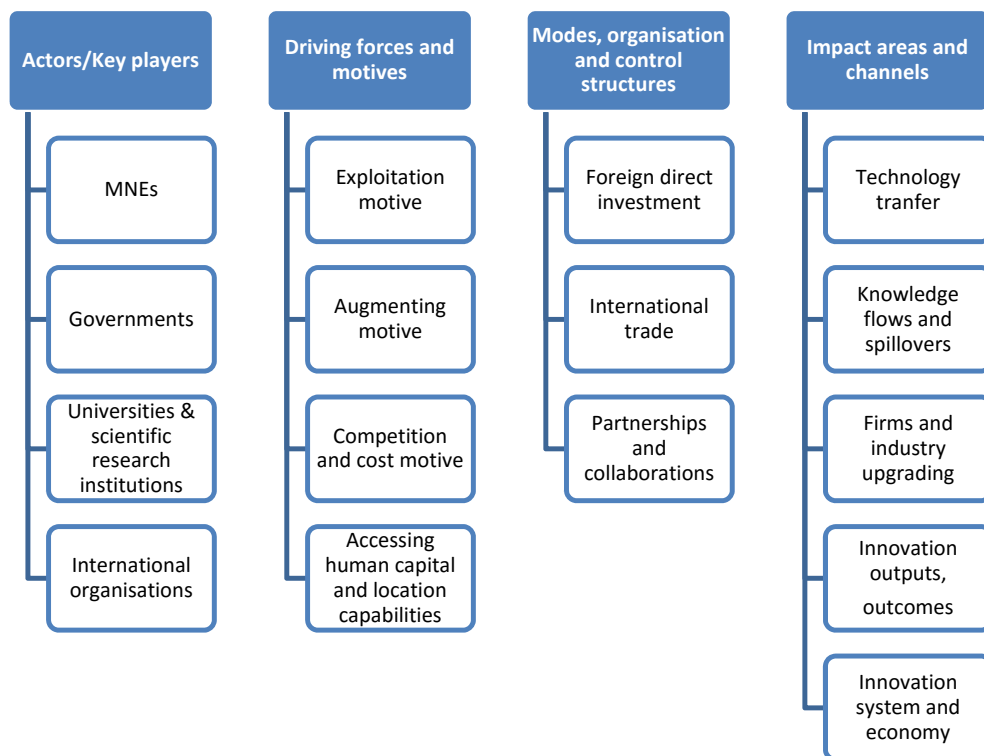 Actors/Key players
MNEs
Governments
Universities &
scientific
research
institutions
International
organisations
Driving forces and
motives
Exploitation
motive
Augmenting
motive
Competition
and cost motive
Accessing
human capital
and location
capabilities
Modes, organisation
and control
structures
Foreign direct
investment
International
trade
Partnerships
and
collaborations
Impact areas and
channels
Technology
tranfer
Knowledge
flows and
spillovers
Firms and
industry
upgrading
Innovation
outputs,
outcomes
Innovation
system and
economy